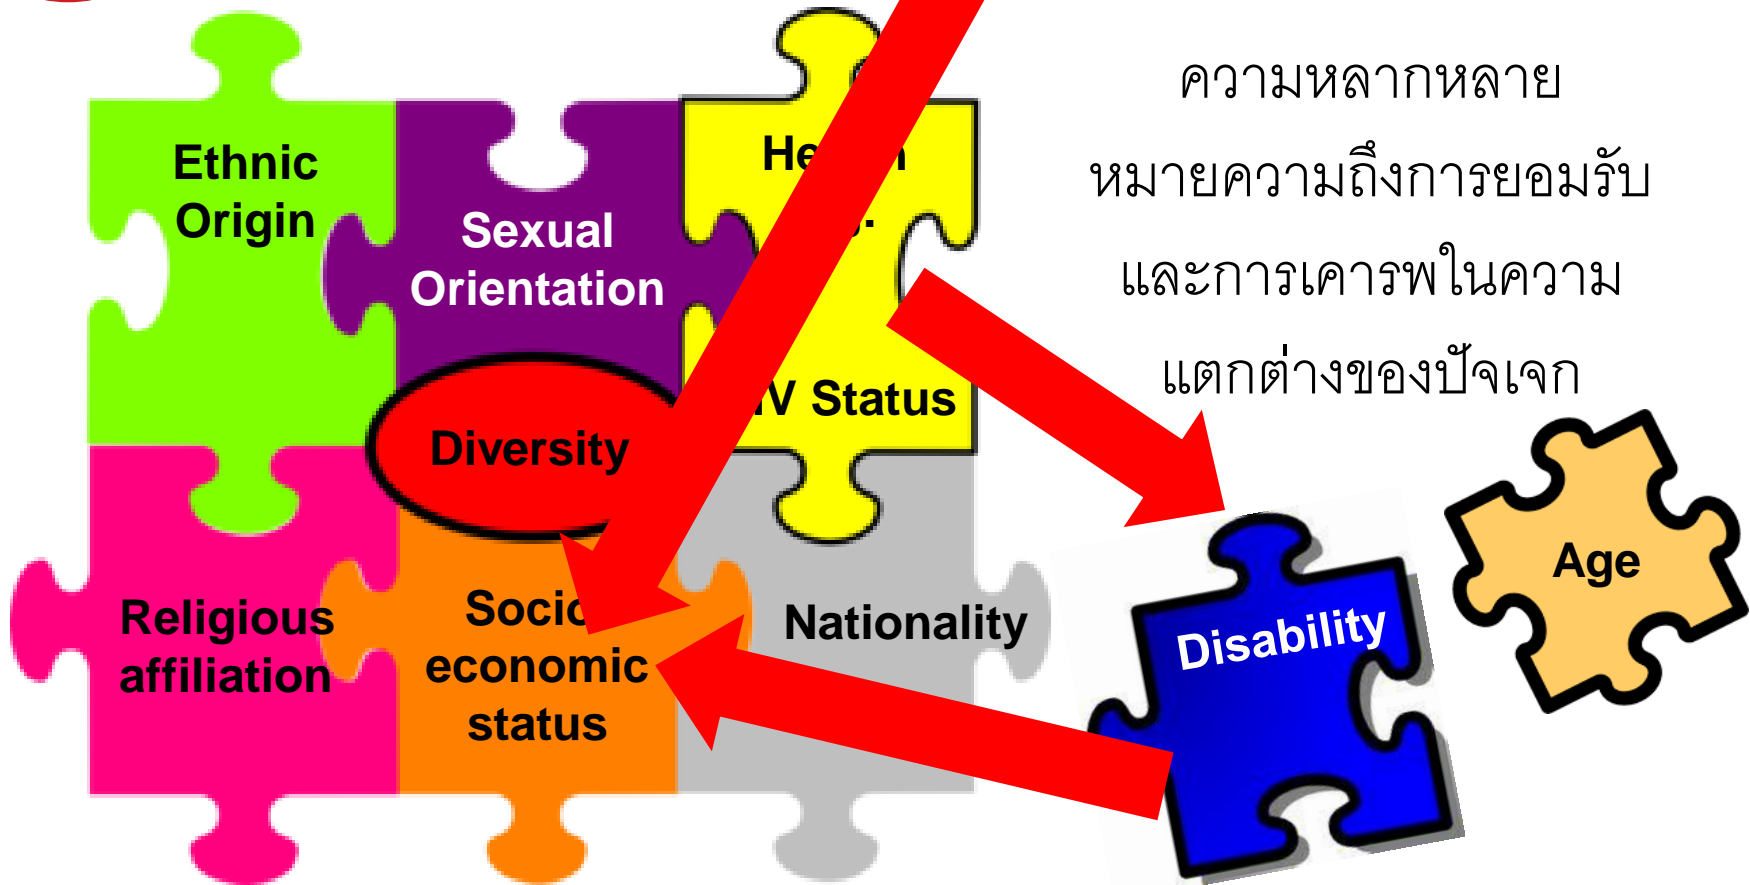 ความหลากหลาย
หมายความถึงการยอมรับ
และการเคารพในความ
แตกต่างของปัจเจก
Ethnic
Origin
Sexual
Orientation
Status
Diversity
Age
Disability
Religious
affiliation
Socio
economic
status
Nationality